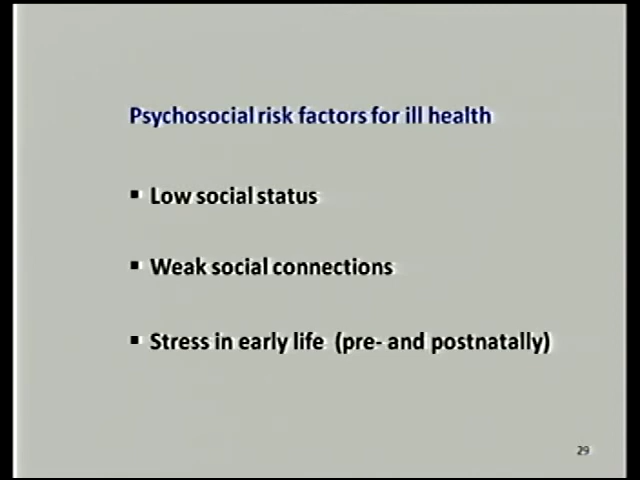 Psychosocial risk factors for ill health
▪ Low social status
▪ Weak social connections
▪ Stress in early life (pre- and postnatally)
29